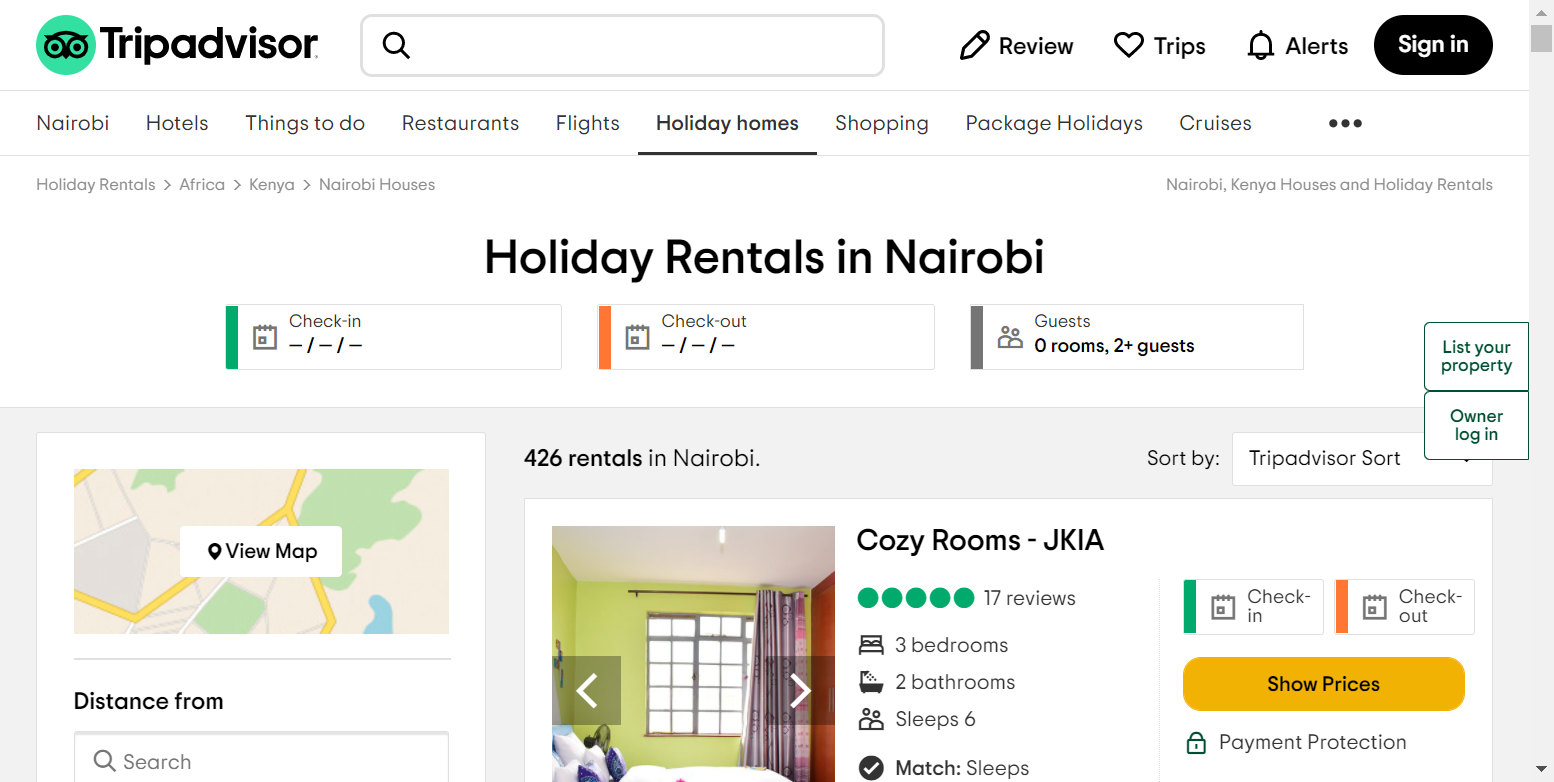 Tripadvisor
Review
Trips
Alerts
Sign in
Nairobi
Hotels
Things to do
Restaurants
Flights
Holiday homes
Shopping
Package Holidays
Cruises
Holiday Rentals > Africa > Kenya > Nairobi Houses
Nairobi, Kenya Houses and Holiday Rentals
Holiday Rentals in Nairobi
Check-in
– / – / –
Check-out
– / – / –
Guests
0 rooms, 2+ guests
List your
property
Owner
log in
View Map
Distance from
Search
426 rentals in Nairobi.
Sort by:
Tripadvisor Sort
Cozy Rooms - JKIA
17 reviews
3 bedrooms
2 bathrooms
Sleeps 6
Match: Sleeps
Check-
in
Check-
out
Show Prices
Payment Protection